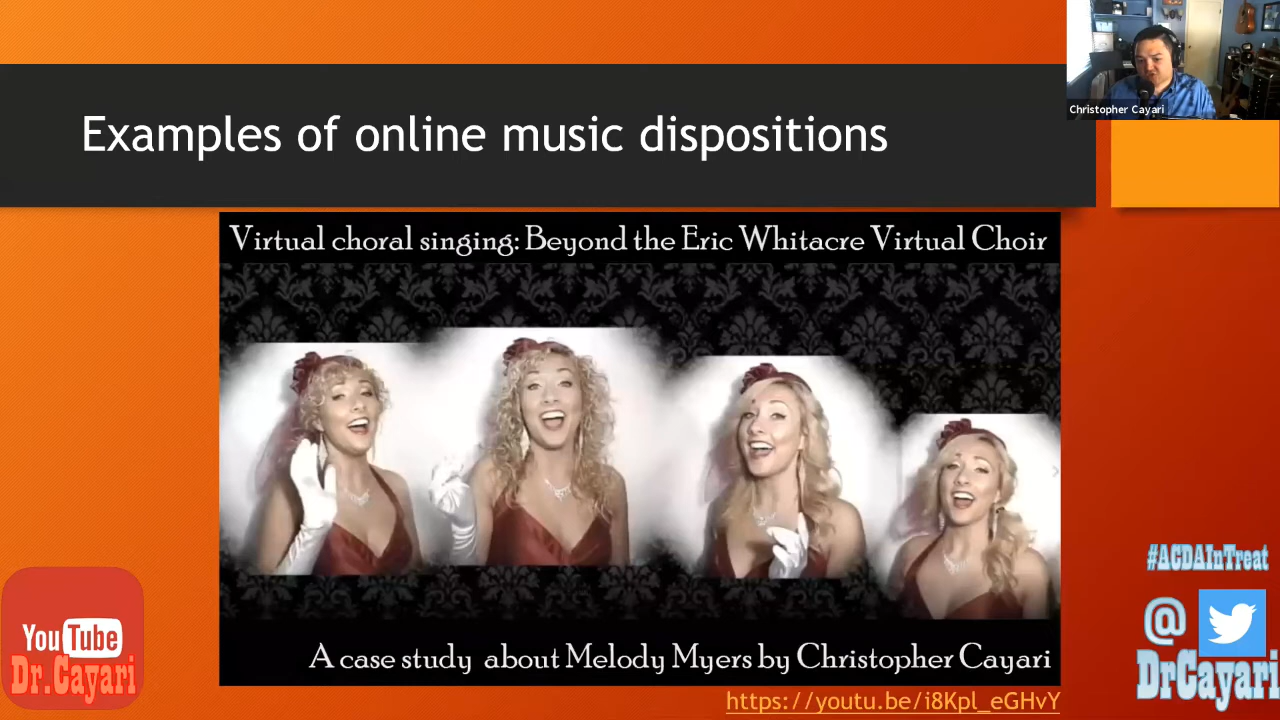 Christopher Cayari
Examples of online music dispositions
Virtual choral singing: Beyond the Eric Whitacre Virtual Choir
A case study about Melody Myers by Christopher Cayari
https://youtu.be/i8Kpl_eGHvY
YouTube
Dr.Cayari
#ACDAInTreat
@
DrCayari